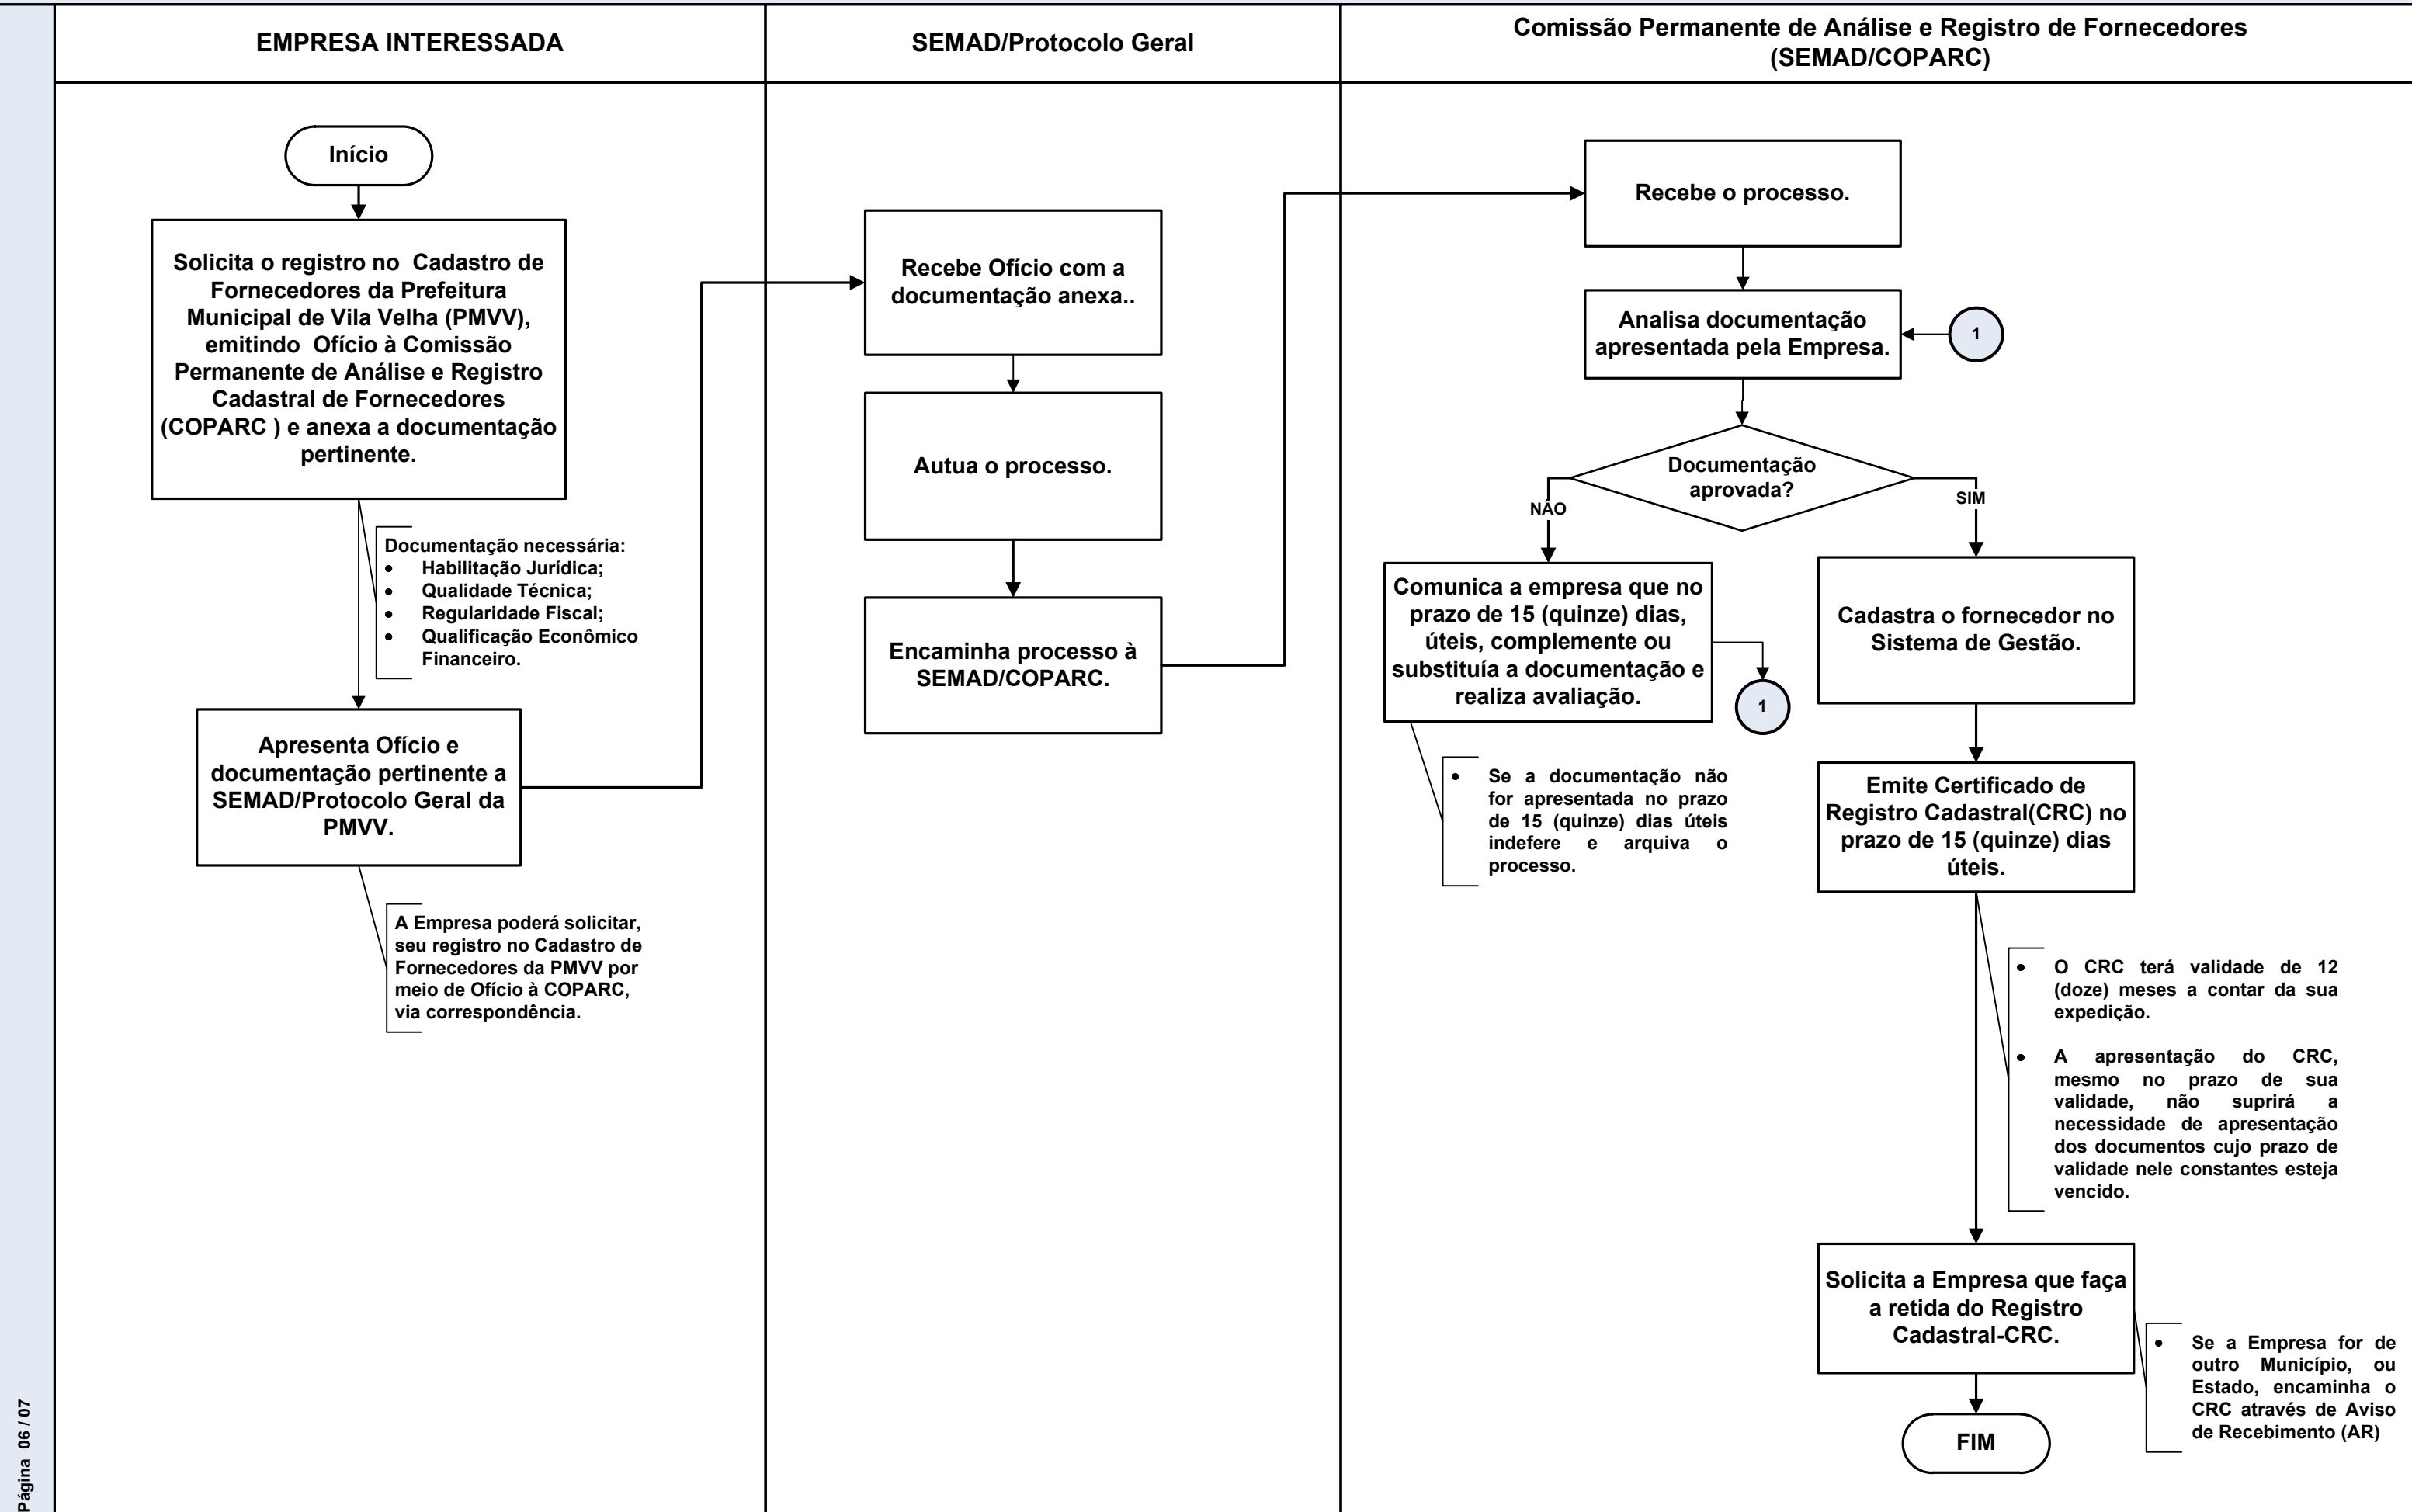 EMPRESA INTERESSADA
SEMAD/Protocolo Geral
Comissão Permanente de Análise e Registro de Fornecedores
(SEMAD/COPARC)
Início
Solicita o registro no  Cadastro de
Fornecedores da Prefeitura
Municipal de Vila Velha (PMVV),
emitindo  Ofício à Comissão
Permanente de Análise e Registro
Cadastral de Fornecedores
(COPARC ) e anexa a documentação
pertinente.
Documentação necessária:
• Habilitação Jurídica;
• Qualidade Técnica;
• Regularidade Fiscal;
• Qualificação Econômico
Financeiro.
Apresenta Ofício e
documentação pertinente a
SEMAD/Protocolo Geral da
PMVV.
A Empresa poderá solicitar,
seu registro no Cadastro de
Fornecedores da PMVV por
meio de Ofício à COPARC,
via correspondência.
Recebe Ofício com a
documentação anexa..
Autua o processo.
Encaminha processo à
SEMAD/COPARC.
Recebe o processo.
Analisa documentação
apresentada pela Empresa.
1
Documentação
aprovada?
NÂO
SIM
Comunica a empresa que no
prazo de 15 (quinze) dias,
úteis, complemente ou
substituía a documentação e
realiza avaliação.
1
• Se a documentação não
for apresentada no prazo
de 15 (quinze) dias úteis
indefere e arquiva o
processo.
Cadastra o fornecedor no
Sistema de Gestão.
Emite Certificado de
Registro Cadastral(CRC) no
prazo de 15 (quinze) dias
úteis.
• O CRC terá validade de 12
(doze) meses a contar da sua
expedição.
• A apresentação do CRC,
mesmo no prazo de sua
validade, não suprirá a
necessidade de apresentação
dos documentos cujo prazo de
validade nele constantes esteja
vencido.
Solicita a Empresa que faça
a retida do Registro
Cadastral-CRC.
• Se a Empresa for de
outro Município, ou
Estado, encaminha o
CRC através de Aviso
de Recebimento (AR)
FIM
Página  06 / 07